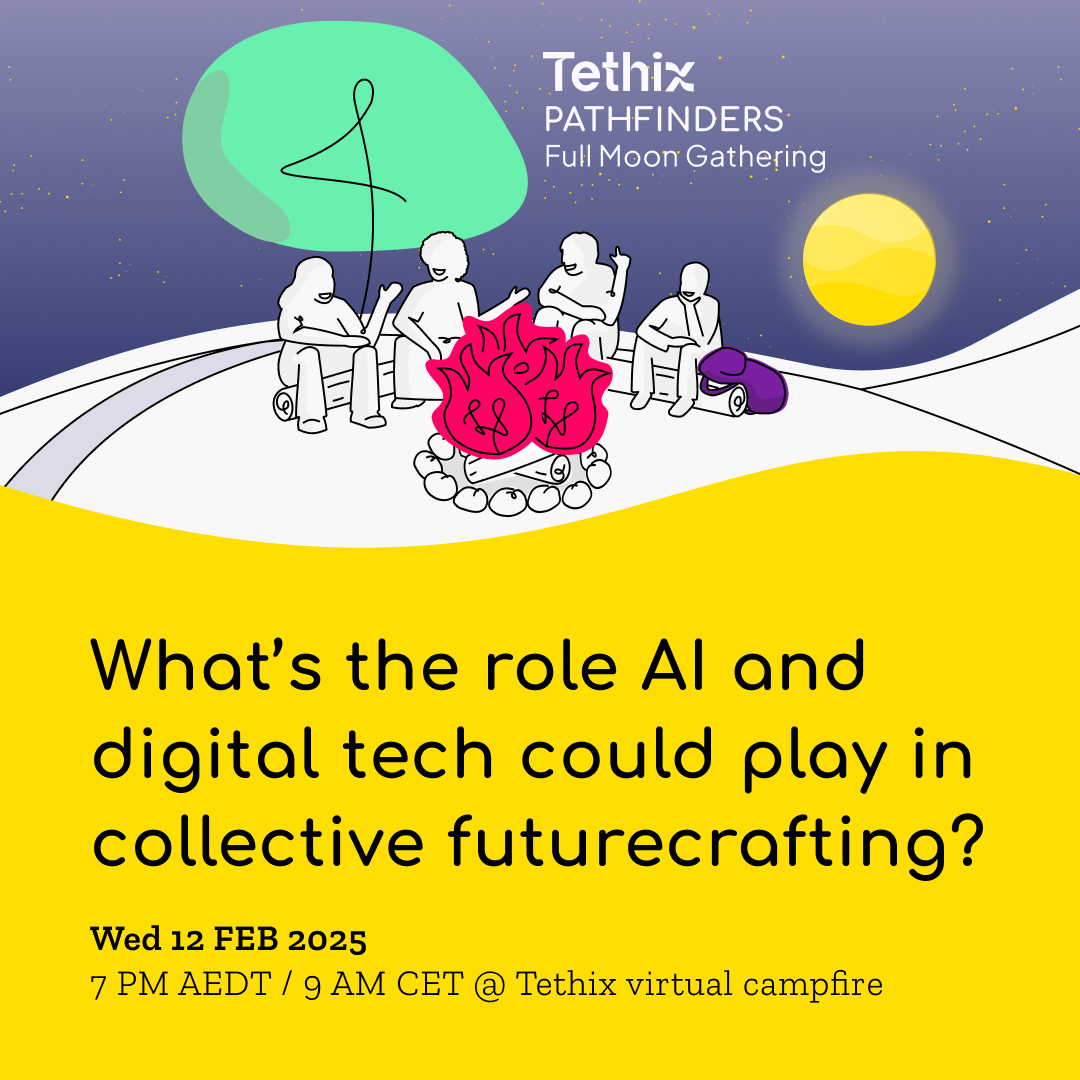 Tethix
PATHFINDERS
Full Moon Gathering
What's the role AI and
digital tech could play in
collective futurecrafting?
Wed 12 FEB 2025
7 PM AEDT / 9 AM CET @ Tethix virtual campfire